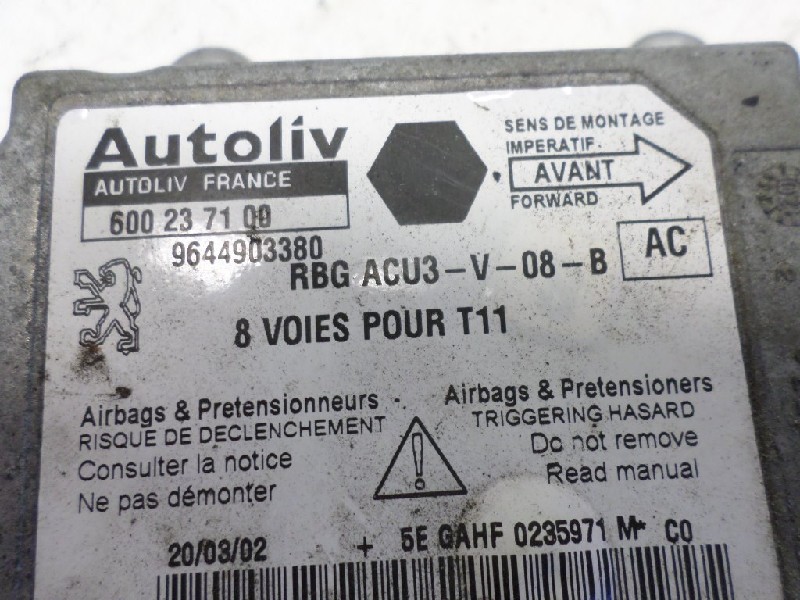 Autoliv
AUTOLIV FRANCE
600 23 71 00
9644903380
SENS DE MONTAGE
IMPERATIF
AVANT
FORWARD
RBG ACU3-V-08-B
AC
8 VOIES POUR T11
Airbags & Pretensionneurs
RISQUE DE DECLENCHEMENT
Consulter la notice
Ne pas démonter
!
Airbags & Pretensioners
TRIGGERING HASARD
Do not remove
Read manual
20/03/02 + 5E GAHF 0235971 M* C0